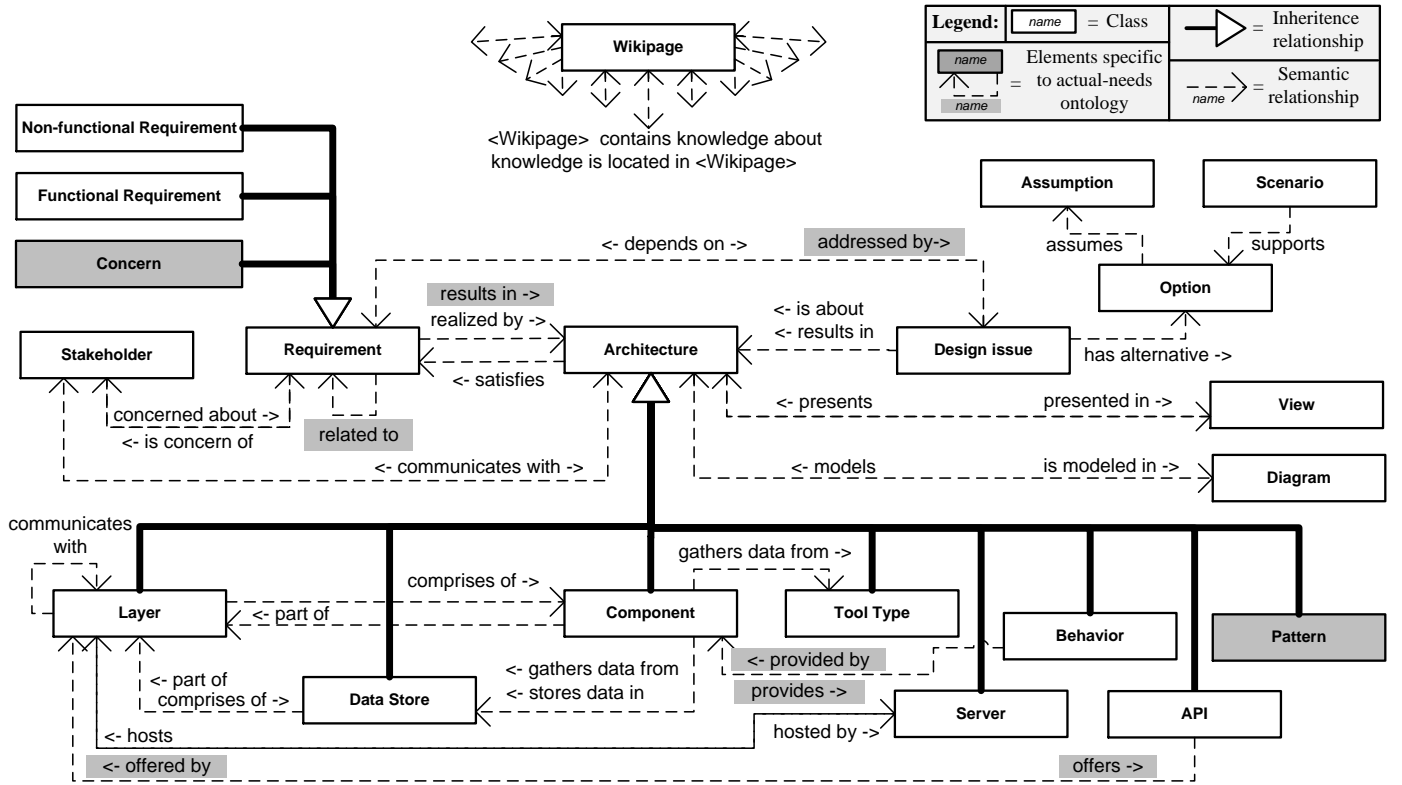 Wikipage
<Wikipage> contains knowledge about
knowledge is located in <Wikipage>
Legend:
name
= Class
name
name
=
Elements specific
to actual-needs
ontology
= Inheritence
relationship
name
= Semantic
relationship
Non-functional Requirement
Functional Requirement
Concern
Assumption
Scenario
assumes
supports
Option
<- depends on ->
addressed by->
results in ->
realized by ->
<- is about
<- results in
Stakeholder
Requirement
Architecture
Design issue
has alternative ->
<- satisfies
concerned about ->
<- is concern of
related to
<- presents
presented in ->
View
<- communicates with ->
<- models
is modeled in ->
Diagram
communicates
with
comprises of ->
<- part of
gathers data from ->
Layer
Component
Tool Type
Behavior
Pattern
<- part of
comprises of ->
<- gathers data from
<- stores data in
<- provided by
provides ->
Data Store
Server
API
<- hosts
hosted by ->
<- offered by
offers ->